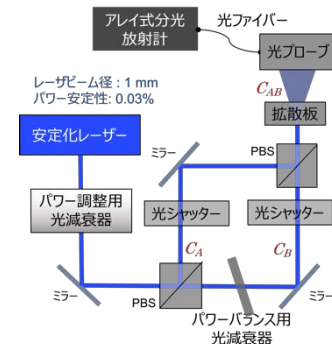 アレイ式分光
放射計
光ファイバー
光プローブ
レーザビーム径 : 1 mm
パワー安定性: 0.03%
C_AB
拡散板
安定化レーザー
ミラー
PBS
パワー調整用
光減衰器
光シャッター
光シャッター
C_A
C_B
ミラー
PBS
ミラー
パワーバランス用
光減衰器